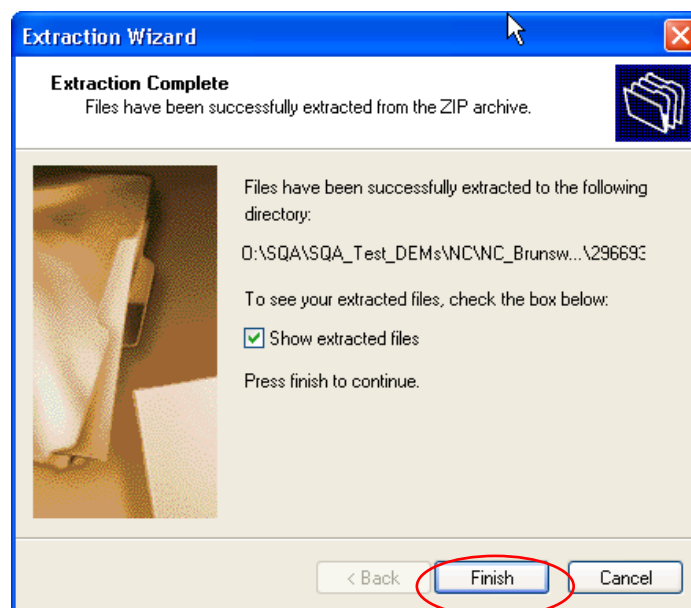 Extraction Wizard
Extraction Complete
Files have been successfully extracted from the ZIP archive.
Files have been successfully extracted to the following
directory:
O:\SQA\SQA_Test_DEMs\NC\NC_Brunsw...\296693
To see your extracted files, check the box below:
Show extracted files
Press finish to continue.
< Back Finish Cancel